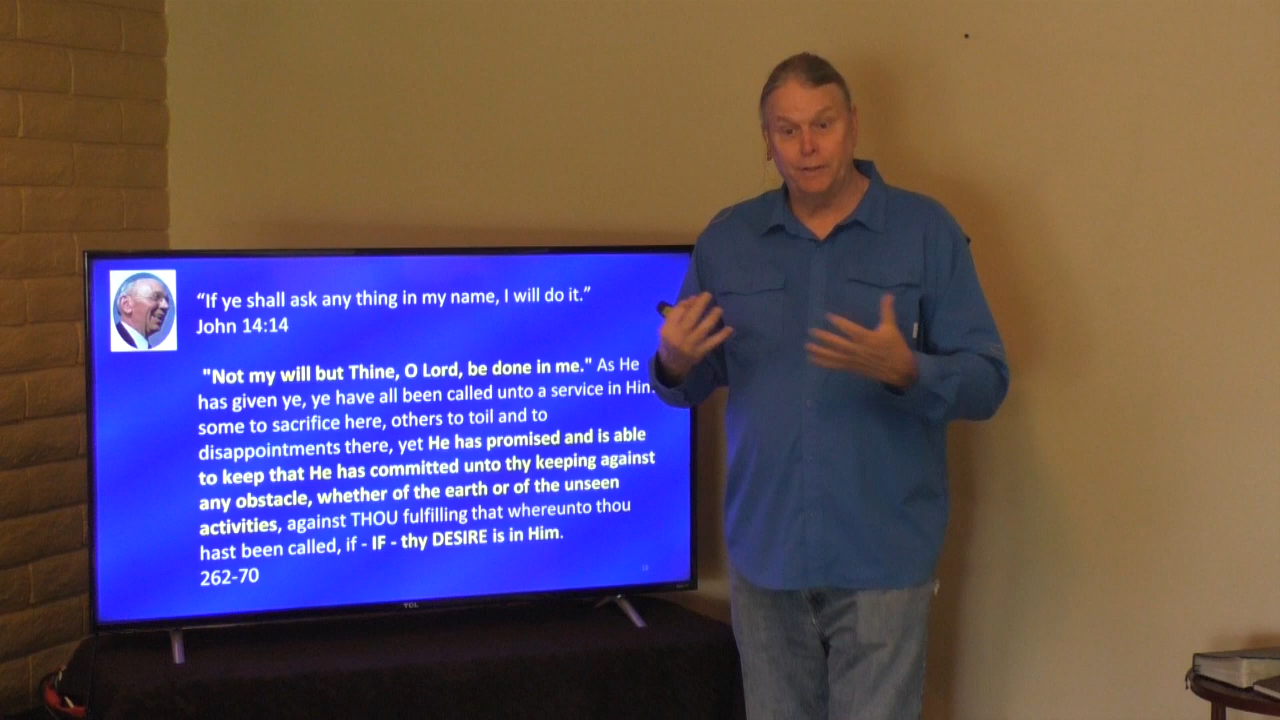 “If ye shall ask any thing in my name, I will do it.”
John 14:14
"Not my will but Thine, O Lord, be done in me." As He
has given ye, ye have all been called unto a service in Him.
some to sacrifice here, others to toil and to
disappointments there, yet He has promised and is able
to keep that He has committed unto thy keeping against
any obstacle, whether of the earth or of the unseen
activities, against THOU fulfilling that whereunto thou
hast been called, if - IF - thy DESIRE is in Him.
262-70
TCL